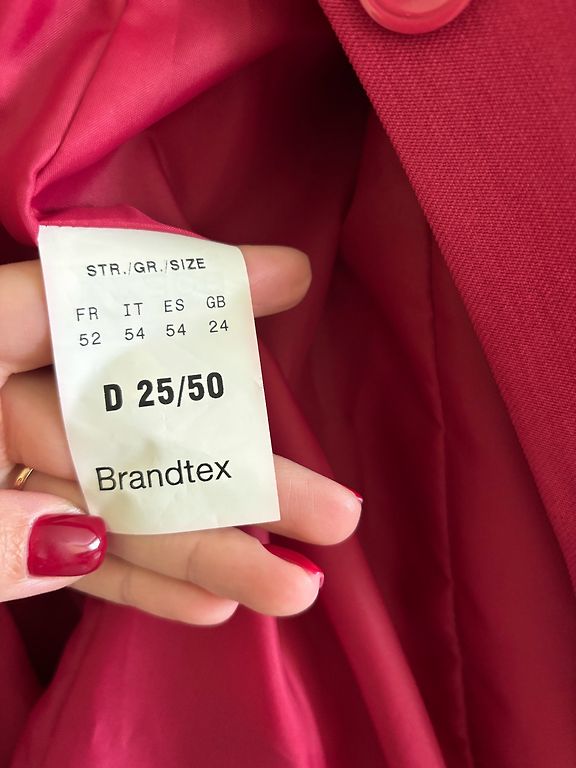 STR./GR./SIZE
FR IT ES GB
52 54 54 24
D 25/50
Brandtex